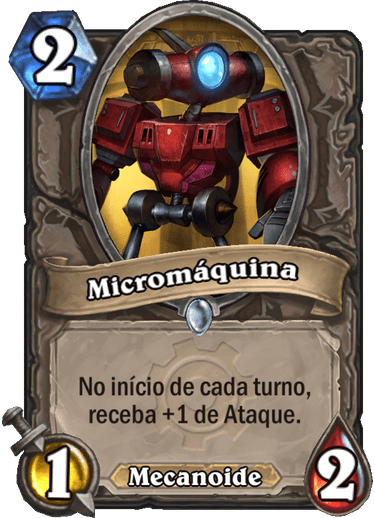 2
Micromáquina
No início de cada turno,
receba +1 de Ataque.
1
Mecanoide
2